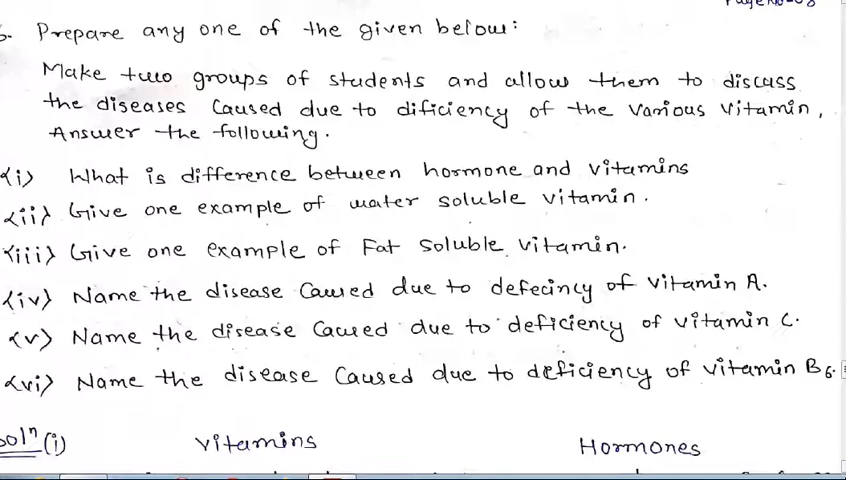 Page No-08
6. Prepare any one of the given below:
Make two groups of students and allow them to discuss
the diseases Caused due to dificiency of the various vitamin,
Answer the following.
(i) What is difference between hormone and vitamins
(ii) Give one example of water soluble vitamin.
(iii) Give one example of Fat soluble vitamin.
(iv) Name the disease Caused due to defecincy of vitamin A.
(v) Name the disease Caused due to deficiency of vitamin C.
(vi) Name the disease Caused due to deficiency of vitamin B6.
Solⁿ (i) Vitamins Hormones